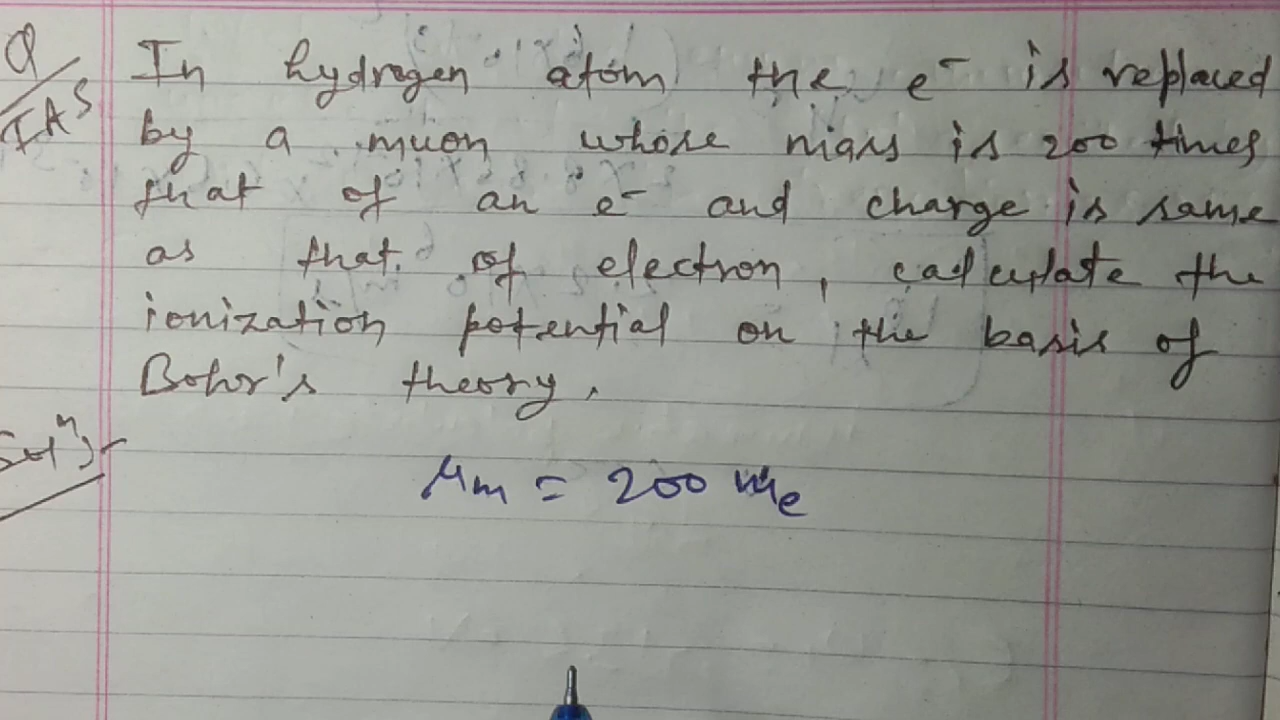 Q/IAS In hydrogen atom the e⁻ is replaced
by a muon whose mass is 200 times
that of an e⁻ and charge is same
as that of electron, calculate the
ionization potential on the basis of
Bohr's theory.
Solⁿ:-
μm = 200 me